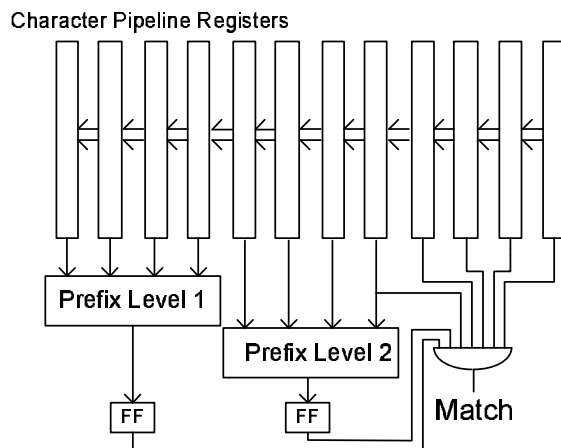 Character Pipeline Registers
Prefix Level 1
Prefix Level 2
FF
FF
Match